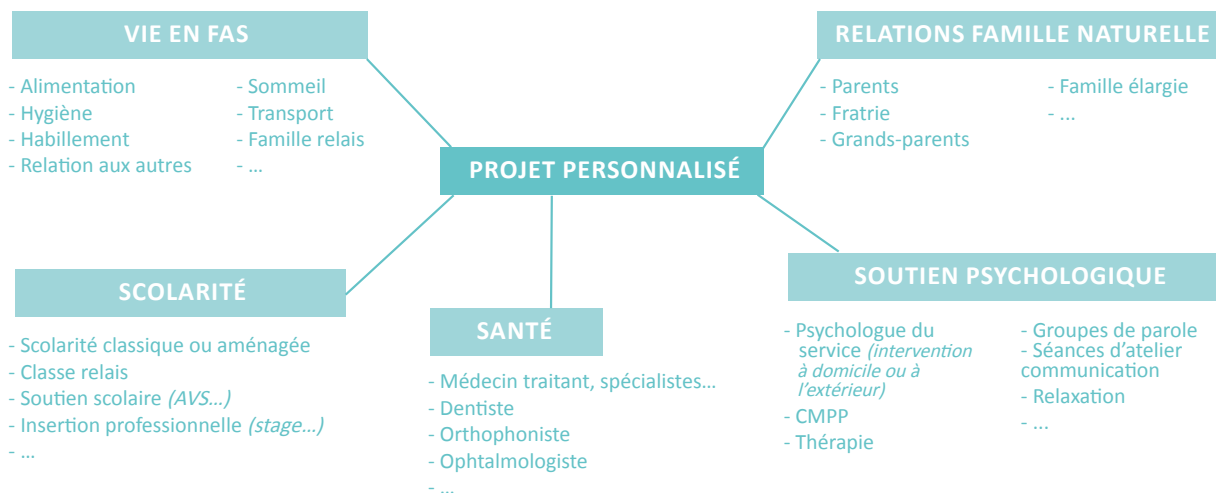 VIE EN FAS
- Alimentation
- Hygiène
- Habillement
- Relation aux autres
- Sommeil
- Transport
- Famille relais
- ...
RELATIONS FAMILLE NATURELLE
- Parents
- Fratrie
- Grands-parents
- Famille élargie
- ...
PROJET PERSONNALISÉ
SCOLARITÉ
- Scolarité classique ou aménagée
- Classe relais
- Soutien scolaire (AVS...)
- Insertion professionnelle (stage...)
- ...
SANTÉ
- Médecin traitant, spécialistes...
- Dentiste
- Orthophoniste
- Ophtalmologiste
- ...
SOUTIEN PSYCHOLOGIQUE
- Psychologue du
service (intervention
à domicile ou à
l'extérieur)
- CMPP
- Thérapie
- Groupes de parole
- Séances d'atelier
communication
- Relaxation
- ...